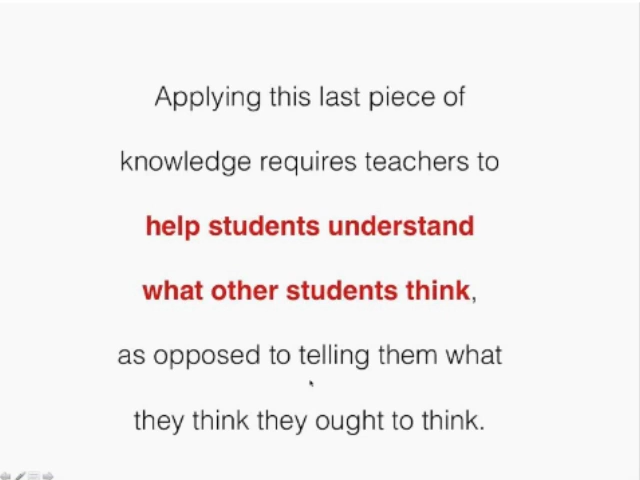 Applying this last piece of
knowledge requires teachers to
help students understand
what other students think,
as opposed to telling them what
they think they ought to think.